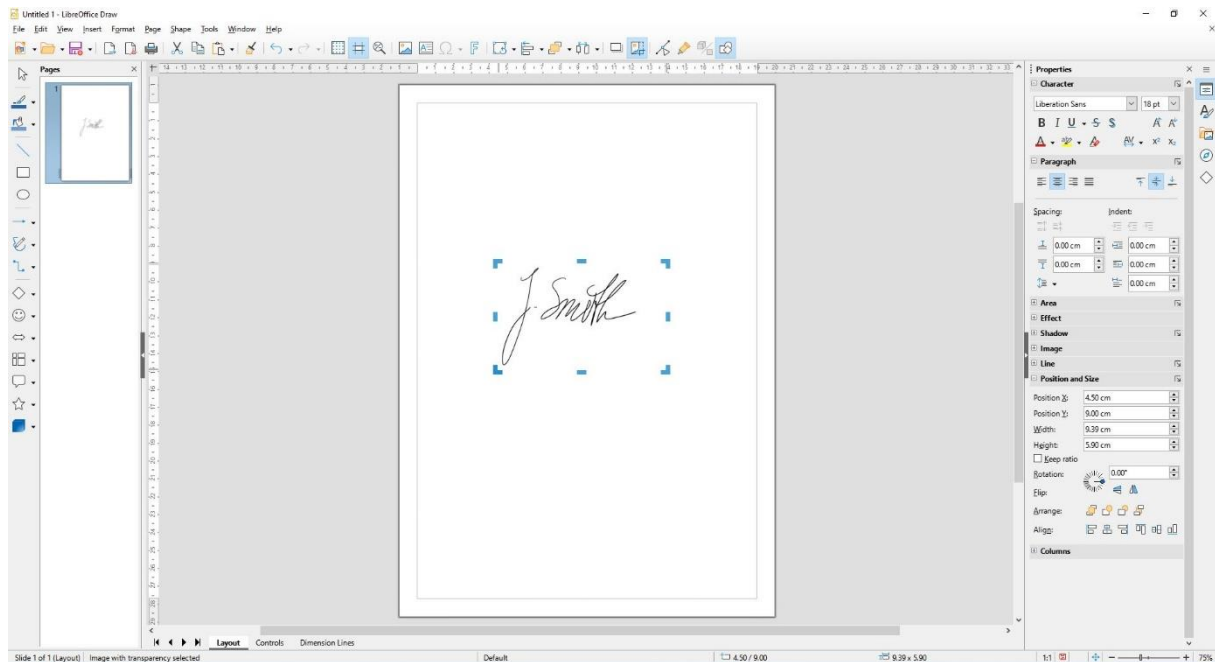 Untitled 1 - LibreOffice Draw
File Edit View Insert Format Page Shape Tools Window Help
Pages
1
J. Smith
J. Smith
Properties
Character
Liberation Sans 18 pt
Paragraph
Spacing: Indent:
0.00 cm 0.00 cm
0.00 cm 0.00 cm
0.00 cm
Area
Effect
Shadow
Image
Line
Position and Size
Position X: 4.50 cm
Position Y: 9.00 cm
Width: 9.39 cm
Height: 5.90 cm
Keep ratio
Rotation: 0.00°
Flip:
Arrange:
Align:
Columns
Layout Controls Dimension Lines
Slide 1 of 1 (Layout) Image with transparency selected Default 4.50 / 9.00 9.39 x 5.90 1:1 75%